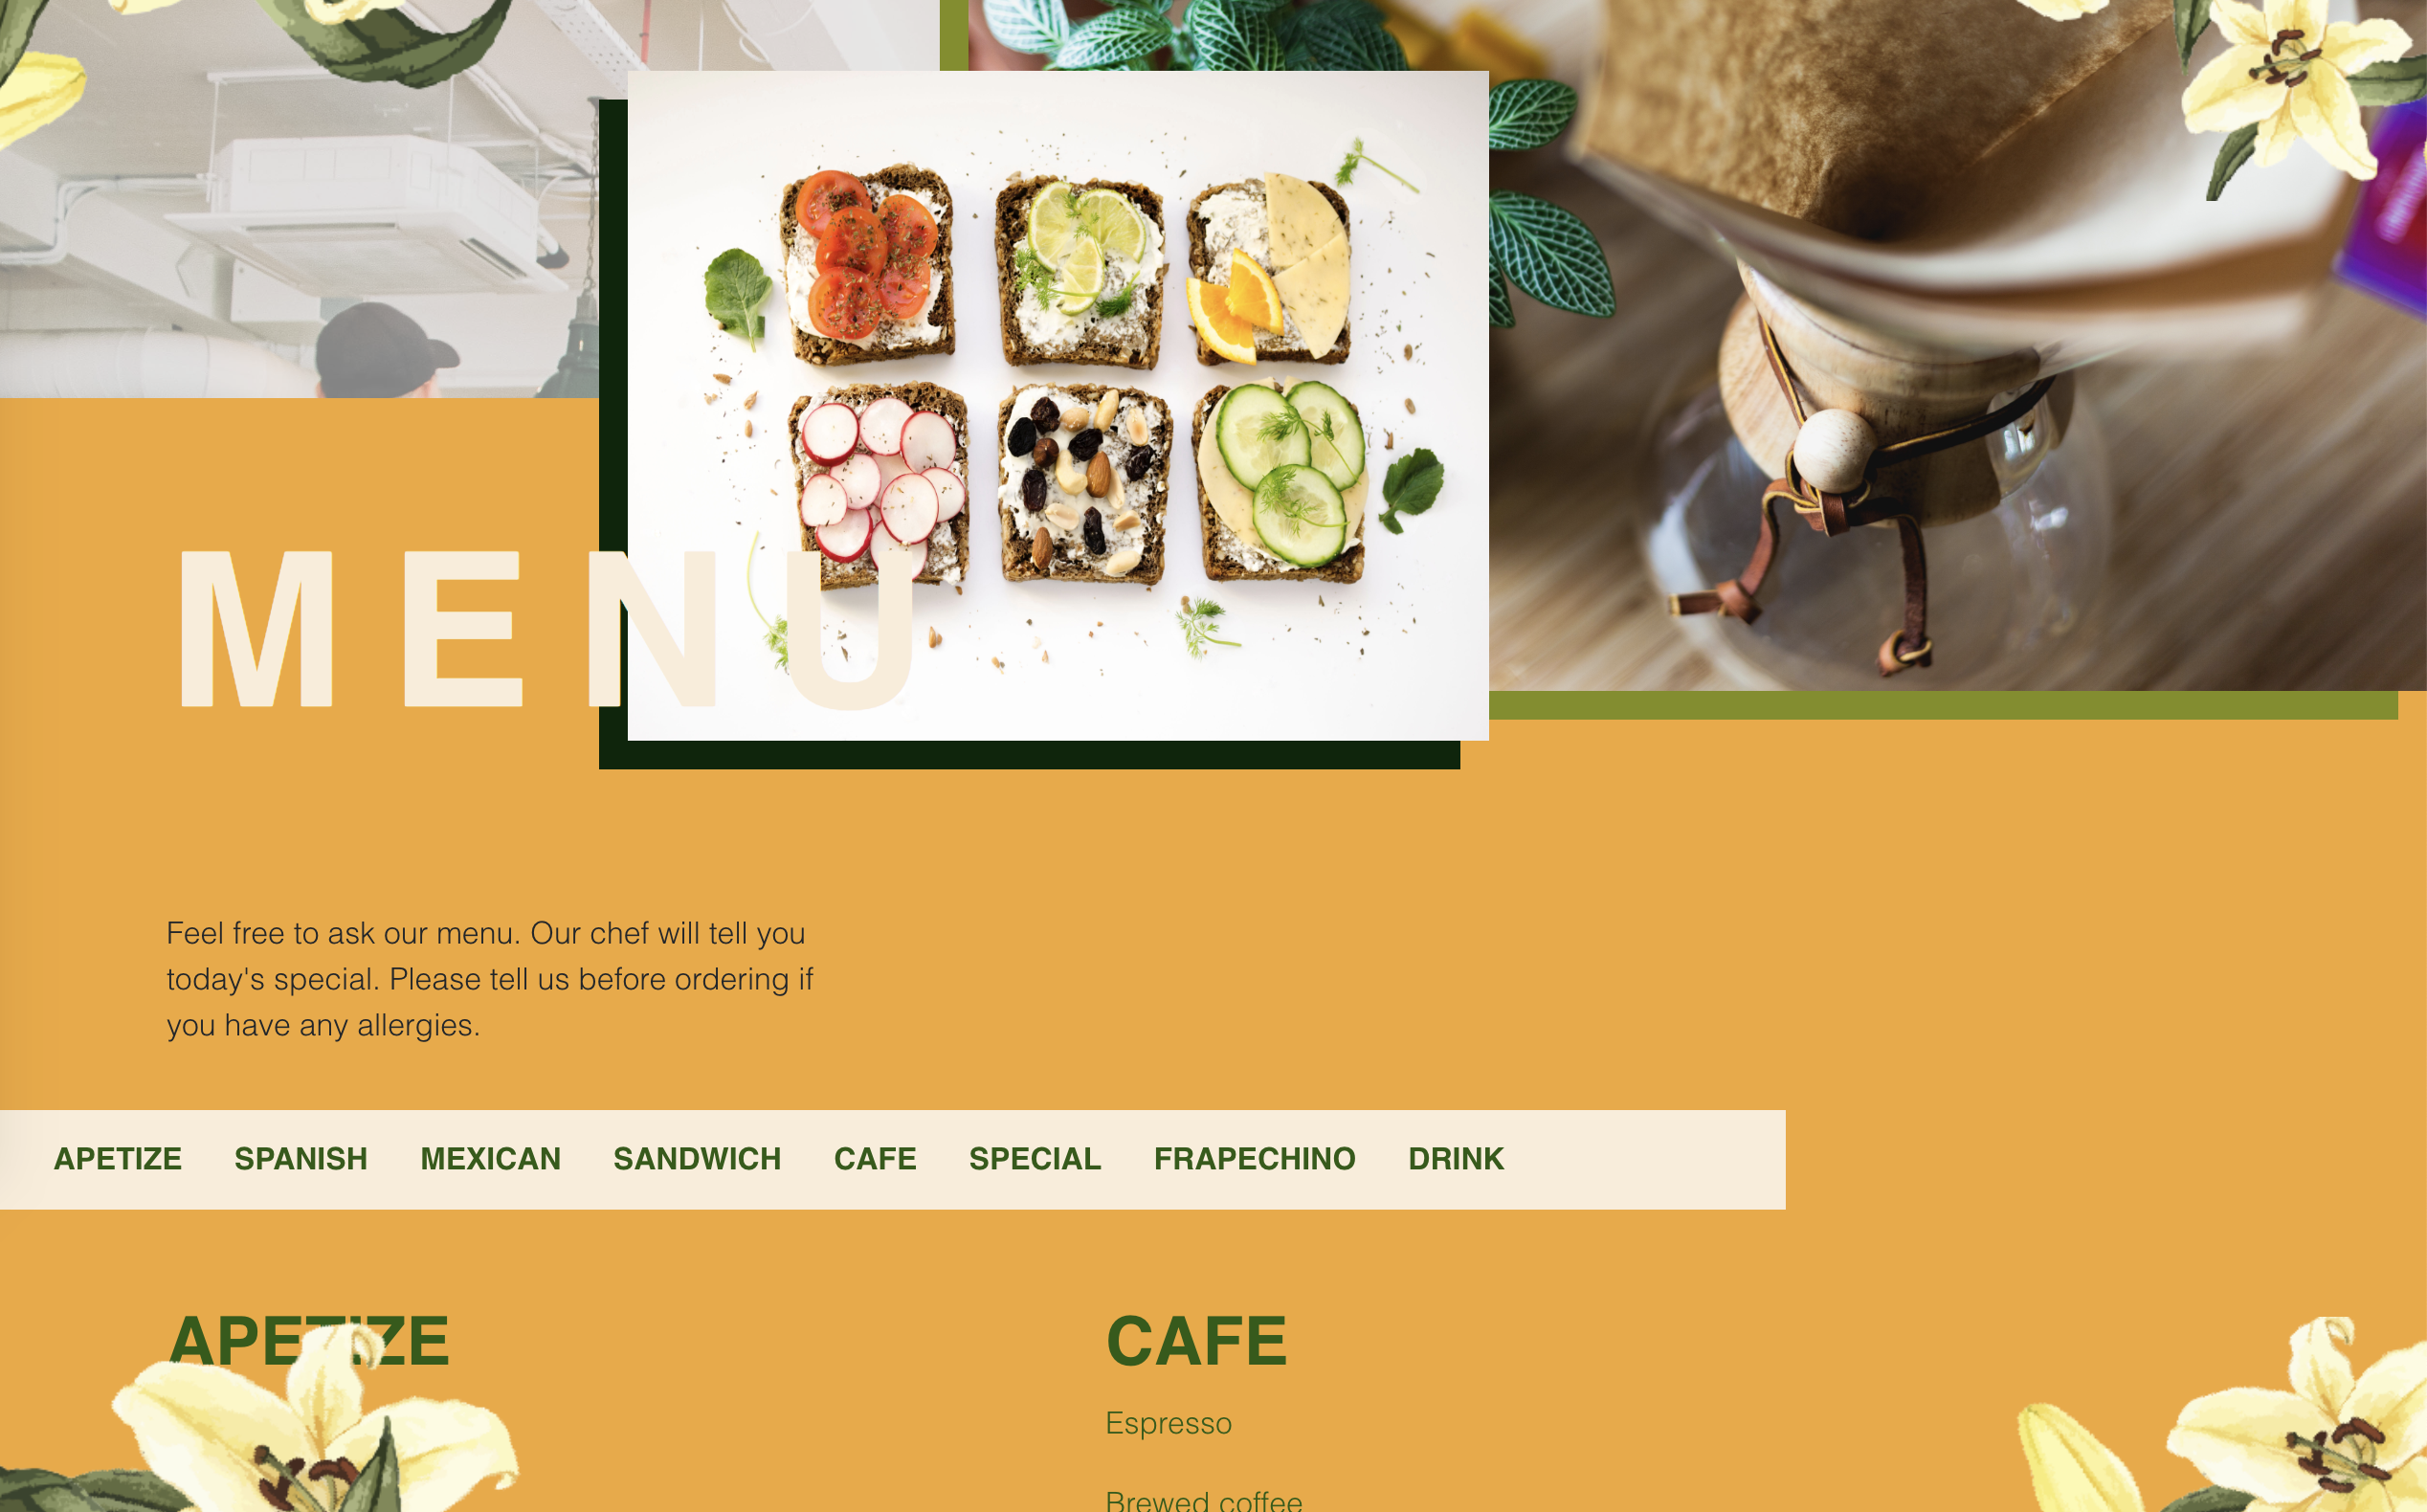 MENU
Feel free to ask our menu. Our chef will tell you
today's special. Please tell us before ordering if
you have any allergies.
APETIZE SPANISH MEXICAN SANDWICH CAFE SPECIAL FRAPECHINO DRINK
APETIZE
CAFE
Espresso
Brewed coffee